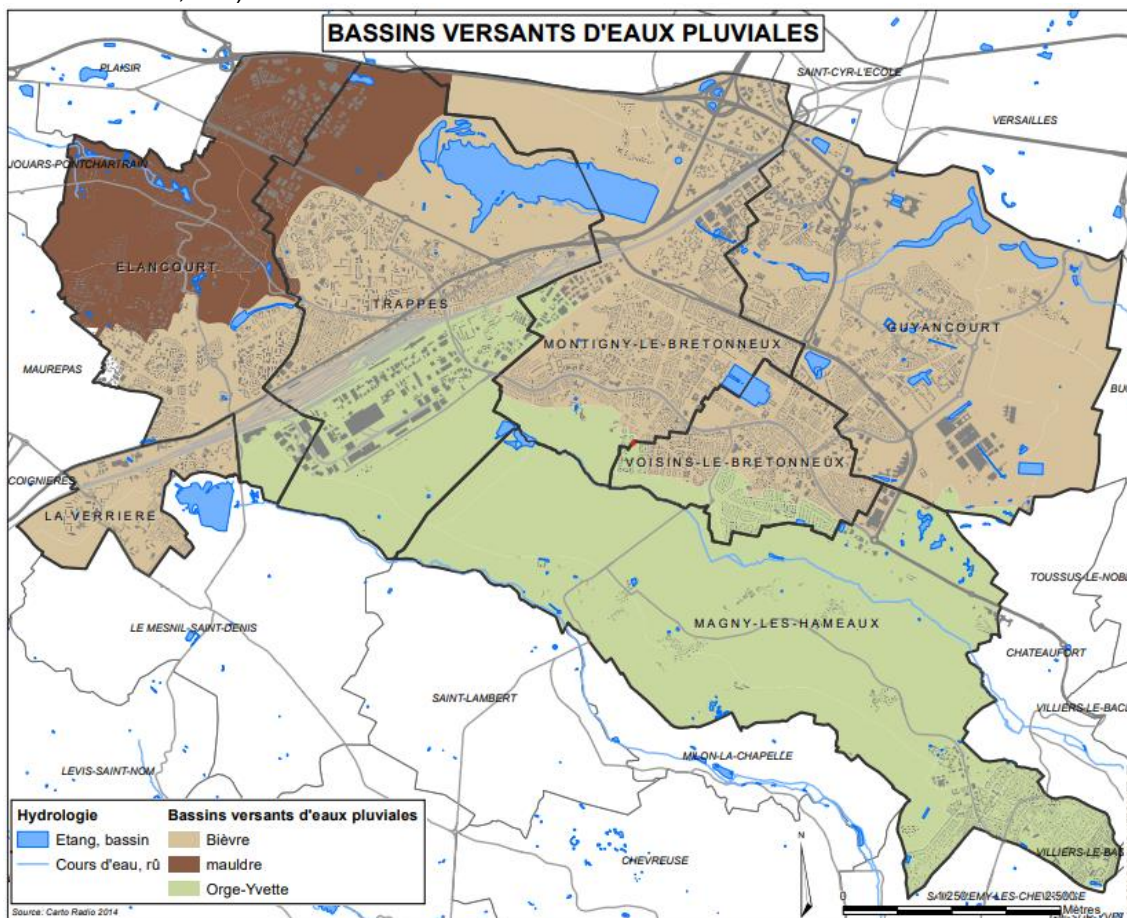 BASSINS VERSANTS D'EAUX PLUVIALES
PLAISIR
SAINT-CYR-L'ECOLE
VERSAILLES
JOUARS-PONTCHARTRAIN
ELANCOURT
TRAPPES
GUYANCOURT
MONTIGNY-LE-BRETONNEUX
MAUREPAS
VOISINS-LE-BRETONNEUX
COIGNIERES
LA VERRIERE
TOUSSUS-LE-NOBL
LE MESNIL-SAINT-DENIS
MAGNY-LES-HAMEAUX
CHATEAUFORT
SAINT-LAMBERT
VILLIERS-LE-BACL
MILON-LA-CHAPELLE
LEVIS-SAINT-NOM
Hydrologie
Etang, bassin
Cours d'eau, rû
Bassins versants d'eaux pluviales
Bièvre
mauldre
Orge-Yvette
N
CHEVREUSE
VILLIERS-LE-BAC
0
Mètres
Source: Carto Radio 2014